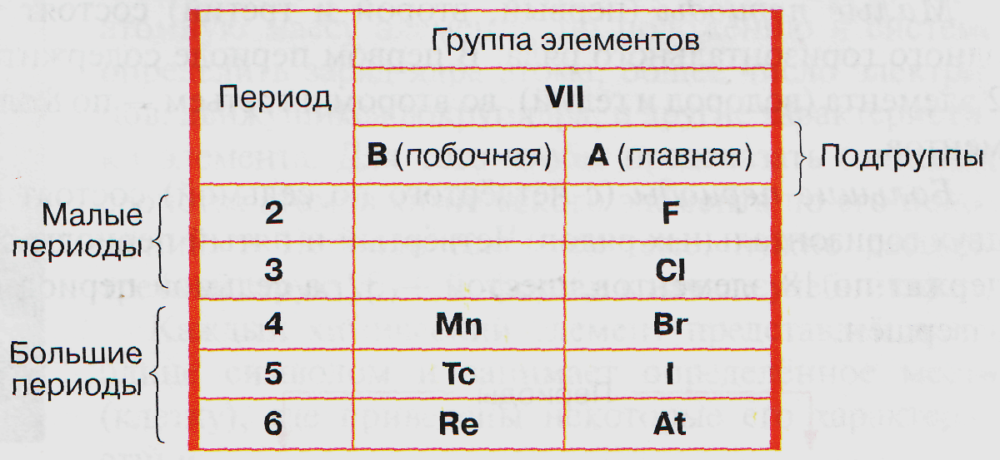 Группа элементов
Период
VII
B (побочная) A (главная)
Подгруппы
Малые
периоды
2 F
3 Cl
Большие
периоды
4 Mn Br
5 Tc I
6 Re At